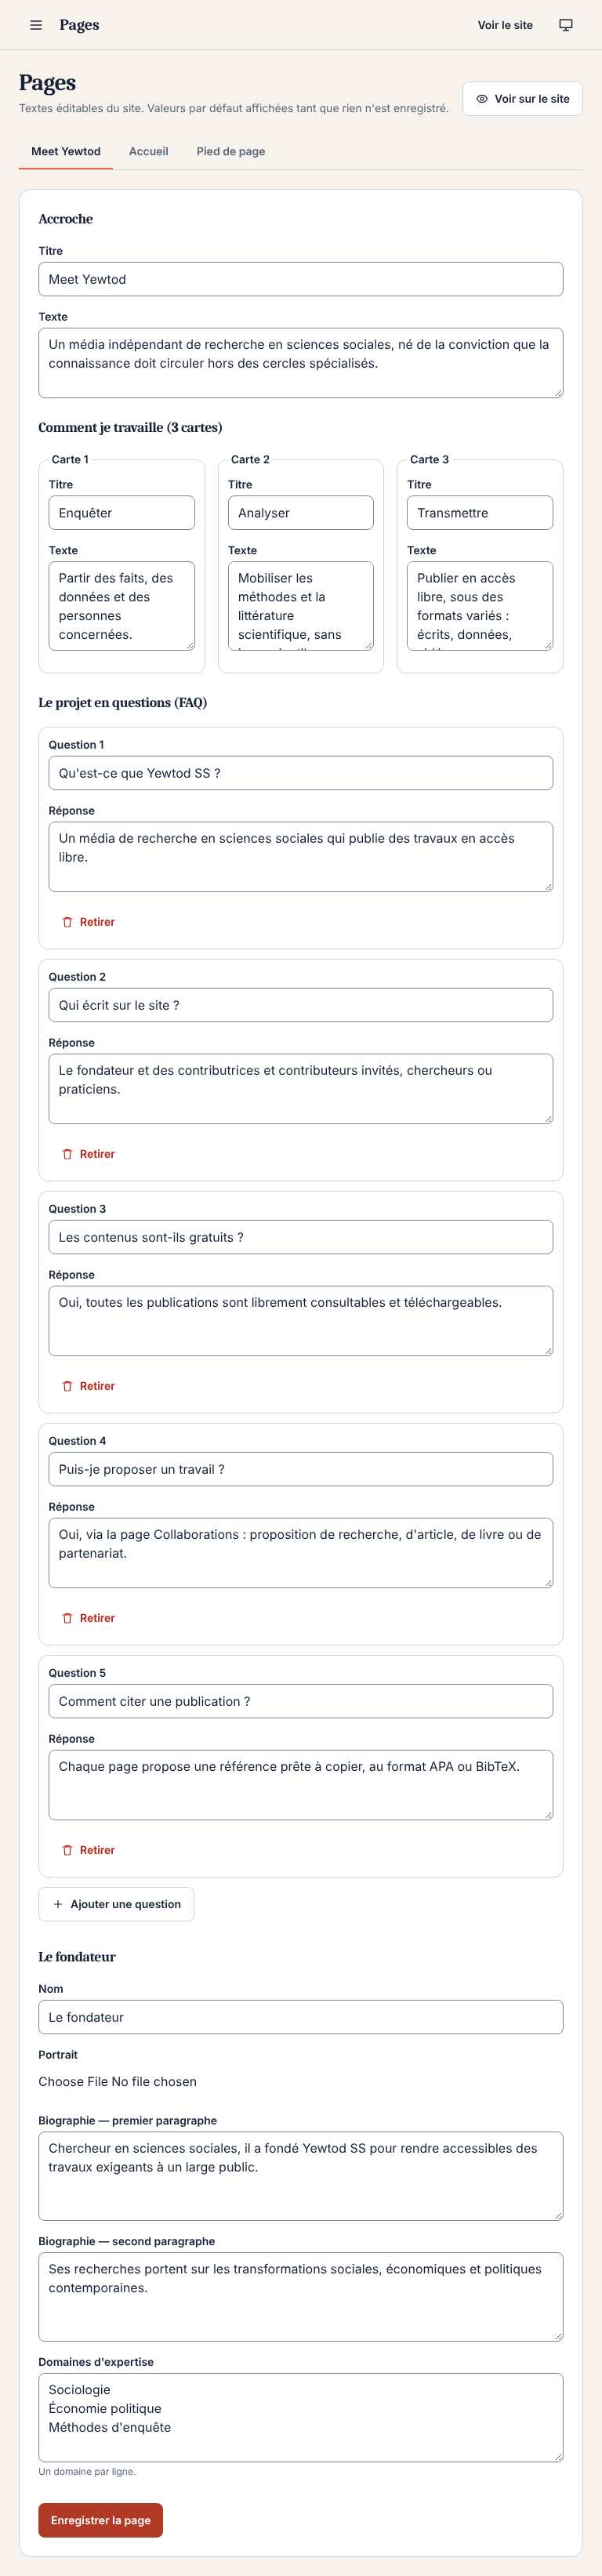 Pages
Voir le site
Pages
Textes éditables du site. Valeurs par défaut affichées tant que rien n'est enregistré.
Voir sur le site
Meet Yewtod
Accueil
Pied de page
Accroche
Titre
Meet Yewtod
Texte
Un média indépendant de recherche en sciences sociales, né de la conviction que la
connaissance doit circuler hors des cercles spécialisés.
Comment je travaille (3 cartes)
Carte 1
Titre
Enquêter
Texte
Partir des faits, des
données et des
personnes
concernées.
Carte 2
Titre
Analyser
Texte
Mobiliser les
méthodes et la
littérature
scientifique, sans
Carte 3
Titre
Transmettre
Texte
Publier en accès
libre, sous des
formats variés :
écrits, données,
Le projet en questions (FAQ)
Question 1
Qu'est-ce que Yewtod SS ?
Réponse
Un média de recherche en sciences sociales qui publie des travaux en accès
libre.
Retirer
Question 2
Qui écrit sur le site ?
Réponse
Le fondateur et des contributrices et contributeurs invités, chercheurs ou
praticiens.
Retirer
Question 3
Les contenus sont-ils gratuits ?
Réponse
Oui, toutes les publications sont librement consultables et téléchargeables.
Retirer
Question 4
Puis-je proposer un travail ?
Réponse
Oui, via la page Collaborations : proposition de recherche, d'article, de livre ou de
partenariat.
Retirer
Question 5
Comment citer une publication ?
Réponse
Chaque page propose une référence prête à copier, au format APA ou BibTeX.
Retirer
Ajouter une question
Le fondateur
Nom
Le fondateur
Portrait
Choose File No file chosen
Biographie — premier paragraphe
Chercheur en sciences sociales, il a fondé Yewtod SS pour rendre accessibles des
travaux exigeants à un large public.
Biographie — second paragraphe
Ses recherches portent sur les transformations sociales, économiques et politiques
contemporaines.
Domaines d'expertise
Sociologie
Économie politique
Méthodes d'enquête
Un domaine par ligne.
Enregistrer la page